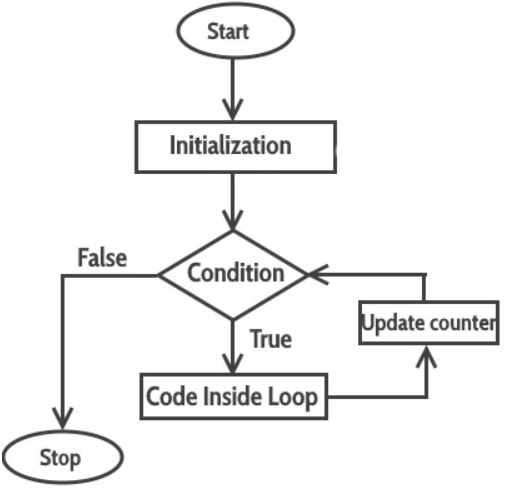 Start
Initialization
False
Condition
True
Update counter
Code Inside Loop
Stop